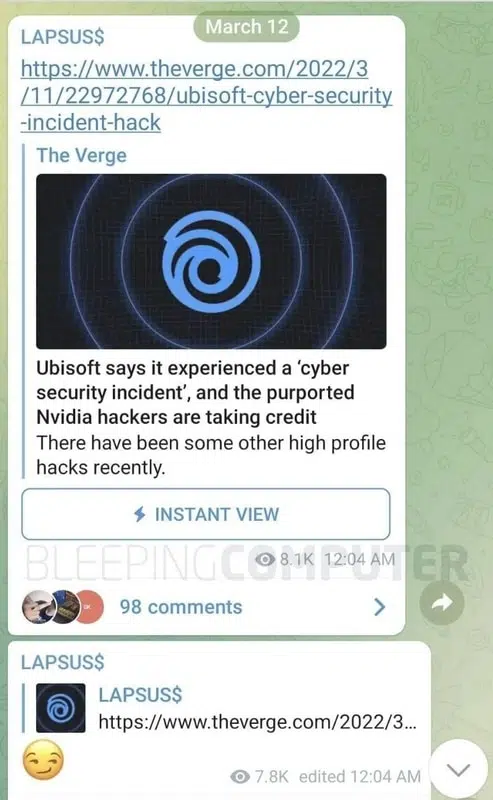 March 12
LAPSUS$
https://www.theverge.com/2022/3
/11/22972768/ubisoft-cyber-security
-incident-hack
The Verge
Ubisoft says it experienced a ‘cyber
security incident’, and the purported
Nvidia hackers are taking credit
There have been some other high profile
hacks recently.
INSTANT VIEW
BLEEPINGCOMPUTER
8.1K 12:04 AM
98 comments
LAPSUS$
LAPSUS$
https://www.theverge.com/2022/3...
7.8K edited 12:04 AM